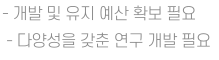 - 개발 및 유지 예산 확보 필요
- 다양성을 갖춘 연구 개발 필요